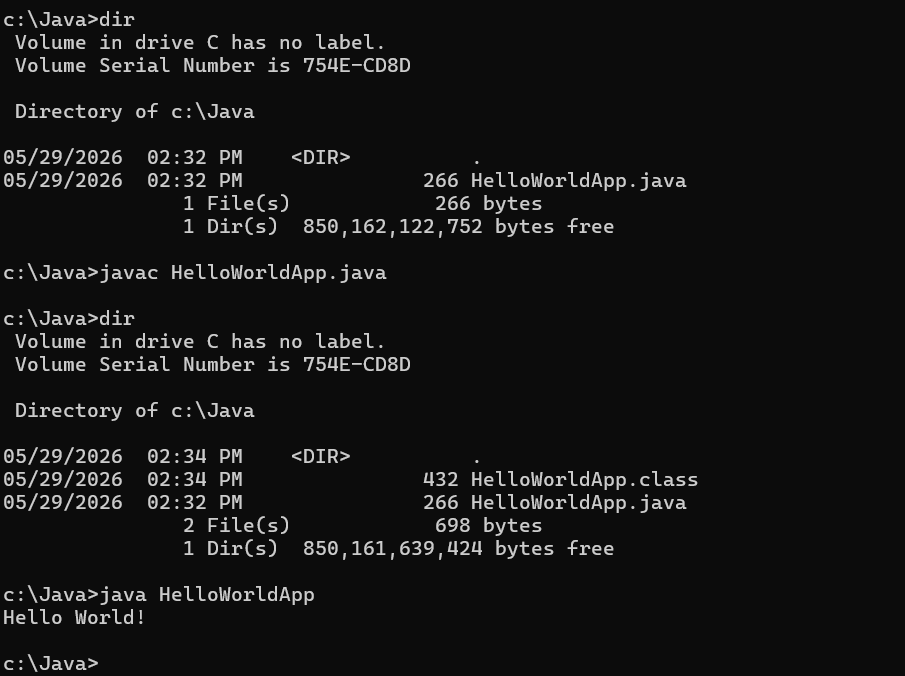 c:\Java>dir
 Volume in drive C has no label.
 Volume Serial Number is 754E-CD8D

 Directory of c:\Java

05/29/2026  02:32 PM    <DIR>          .
05/29/2026  02:32 PM               266 HelloWorldApp.java
               1 File(s)            266 bytes
               1 Dir(s)  850,162,122,752 bytes free

c:\Java>javac HelloWorldApp.java

c:\Java>dir
 Volume in drive C has no label.
 Volume Serial Number is 754E-CD8D

 Directory of c:\Java

05/29/2026  02:34 PM    <DIR>          .
05/29/2026  02:34 PM               432 HelloWorldApp.class
05/29/2026  02:32 PM               266 HelloWorldApp.java
               2 File(s)            698 bytes
               1 Dir(s)  850,161,639,424 bytes free

c:\Java>java HelloWorldApp
Hello World!

c:\Java>